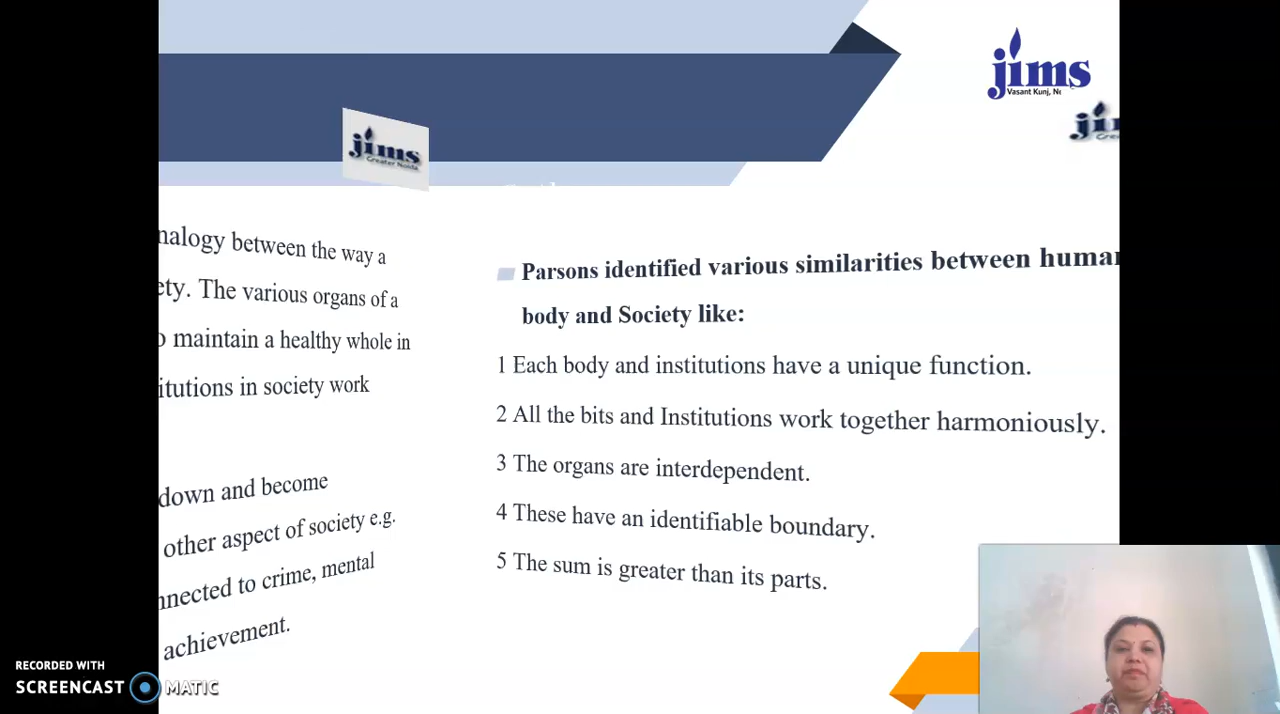 jims
Vasant Kunj,
jims
Greater Noida
nalogy between the way a
ety. The various organs of a
o maintain a healthy whole in
itutions in society work
down and become
other aspect of society e.g.
nnected to crime, mental
achievement.
Parsons identified various similarities between human
body and Society like:
1 Each body and institutions have a unique function.
2 All the bits and Institutions work together harmoniously.
3 The organs are interdependent.
4 These have an identifiable boundary.
5 The sum is greater than its parts.
RECORDED WITH
SCREENCAST MATIC